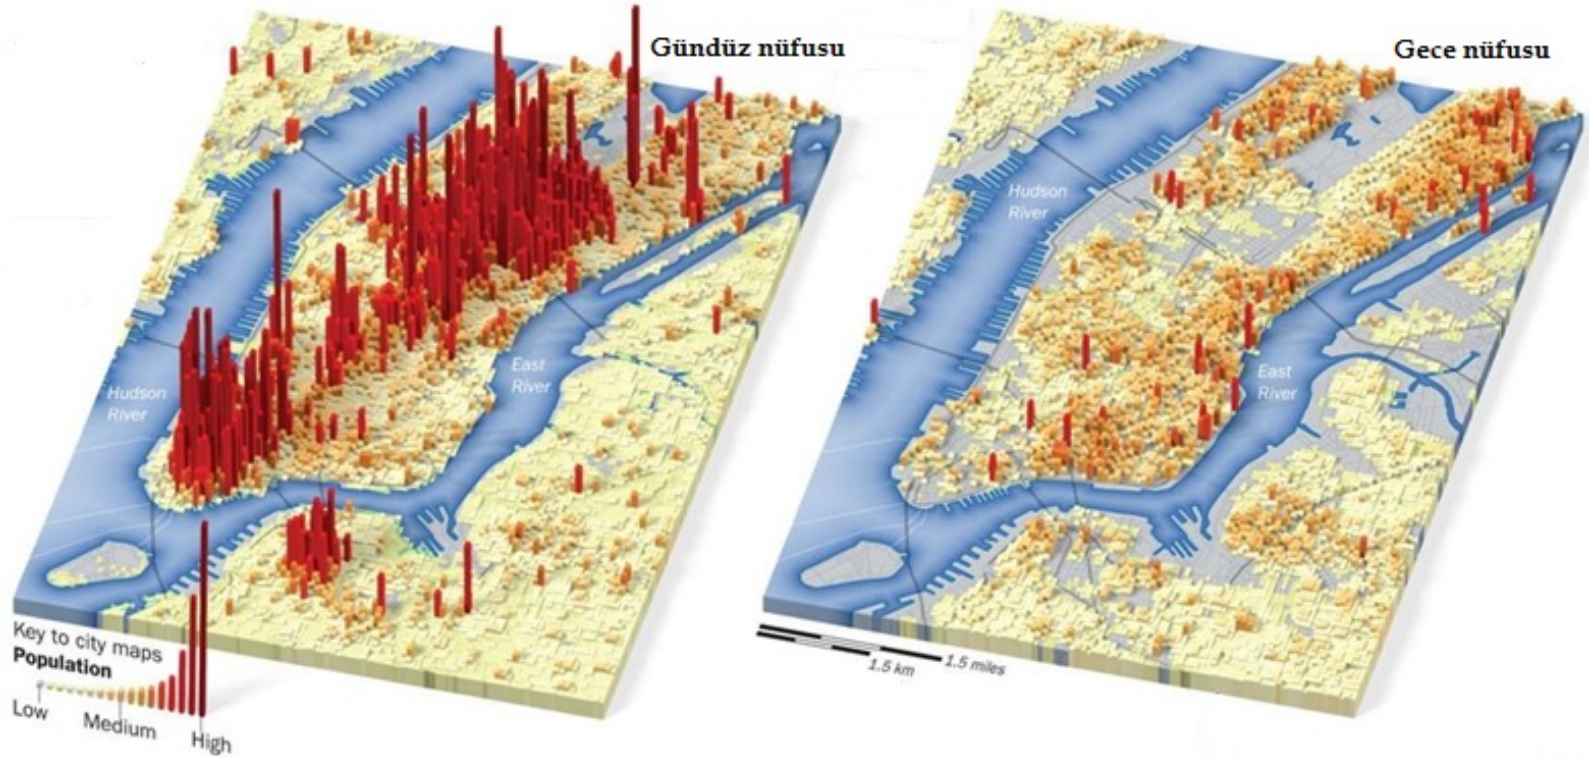 Gündüz nüfusu
Hudson
River
East
River
Key to city maps
Population
Low
Medium
High
Gece nüfusu
Hudson
River
East
River
1.5 km
1.5 miles